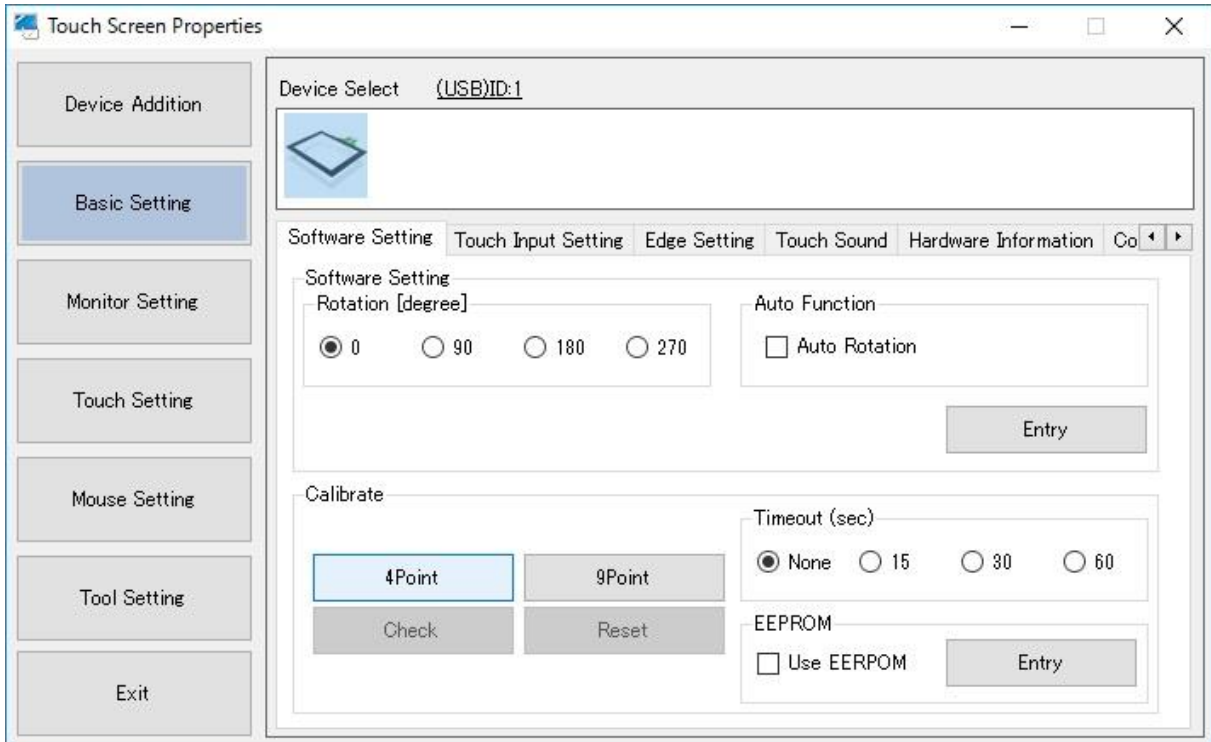 Touch Screen Properties
Device Addition
Basic Setting
Monitor Setting
Touch Setting
Mouse Setting
Tool Setting
Exit
Device Select (USB)ID:1
Software Setting Touch Input Setting Edge Setting Touch Sound Hardware Information Co
Software Setting
Rotation [degree]
0 90 180 270
Auto Function
Auto Rotation
Entry
Calibrate
4Point 9Point
Check Reset
Timeout (sec)
None 15 30 60
EEPROM
Use EERPOM Entry